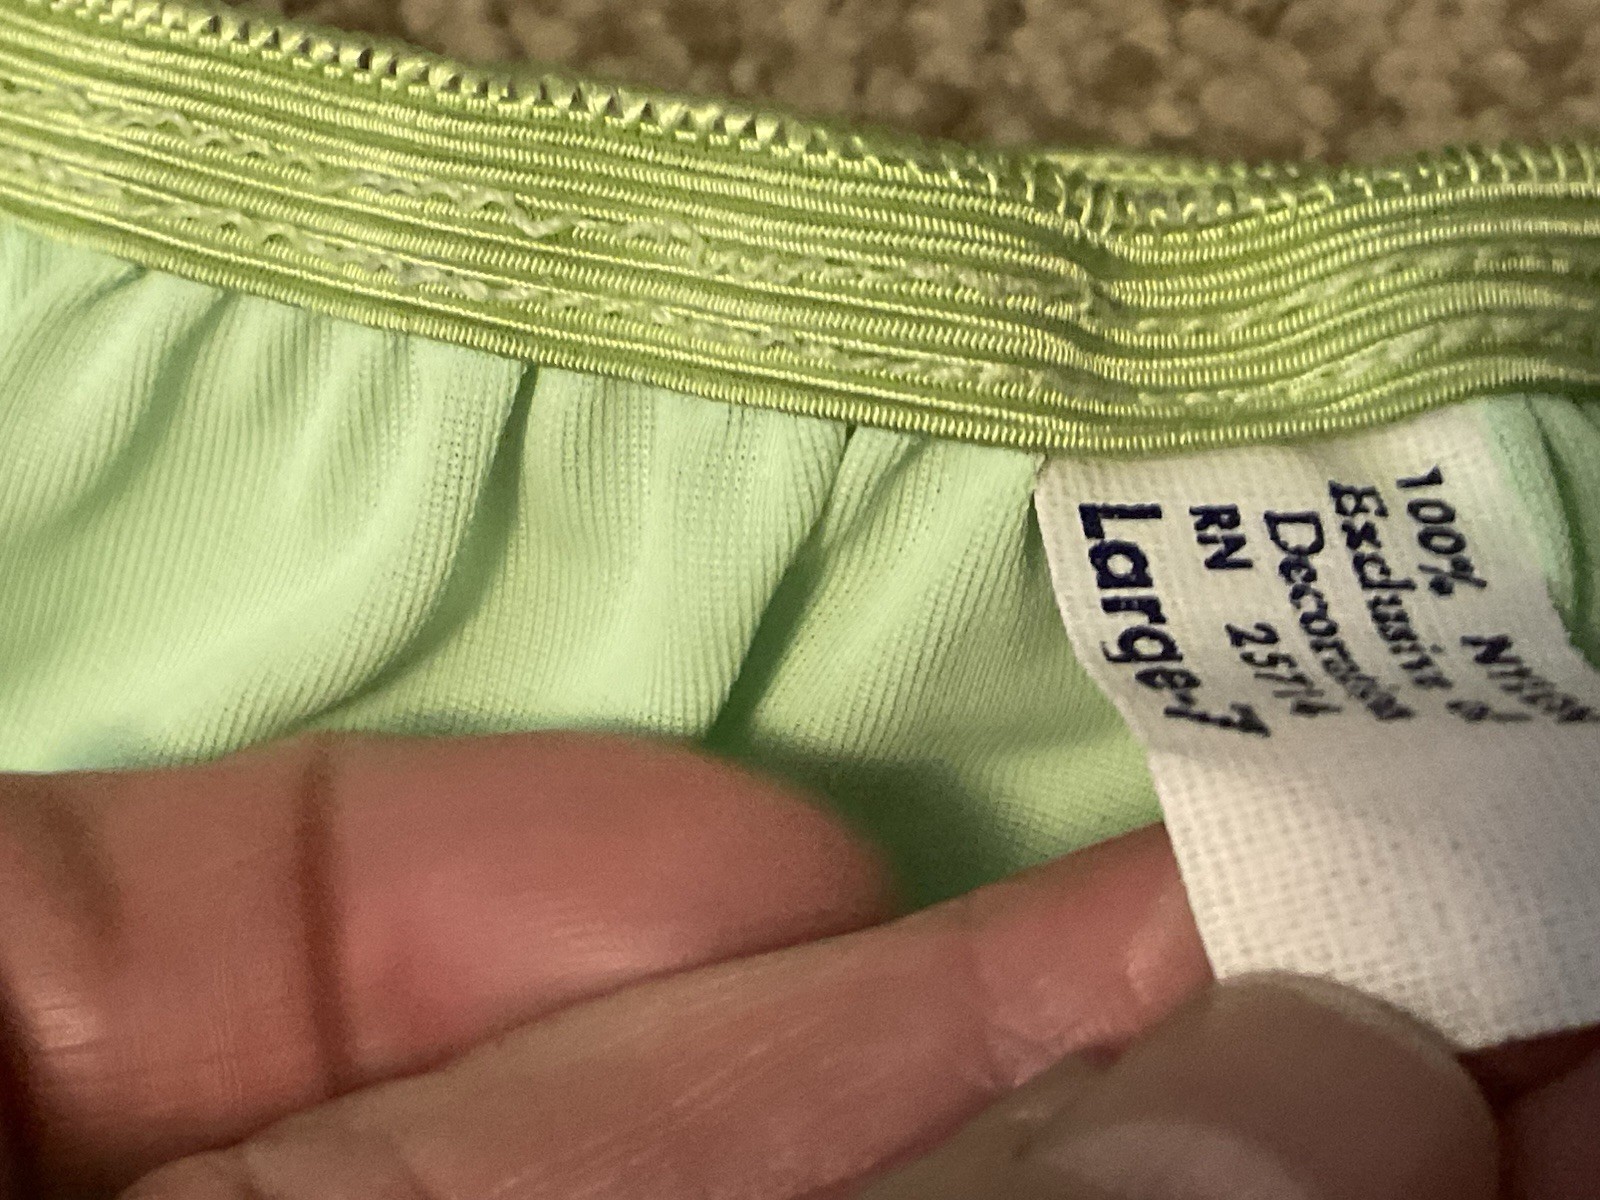 100% Nylon
Exclusive of
Decoration
RN 25714
Large-7